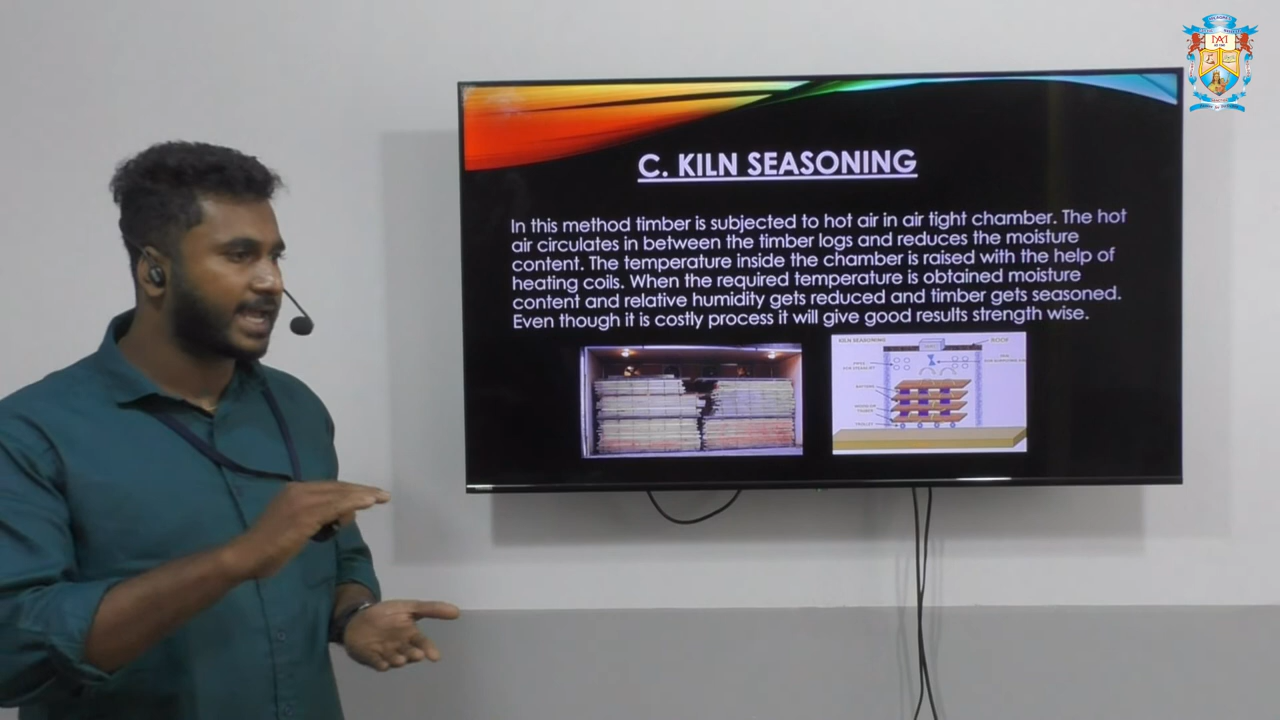 C. KILN SEASONING
In this method timber is subjected to hot air in air tight chamber. The hot
air circulates in between the timber logs and reduces the moisture
content. The temperature inside the chamber is raised with the help of
heating coils. When the required temperature is obtained moisture
content and relative humidity gets reduced and timber gets seasoned.
Even though it is costly process it will give good results strength wise.
KILN SEASONING
ROOF